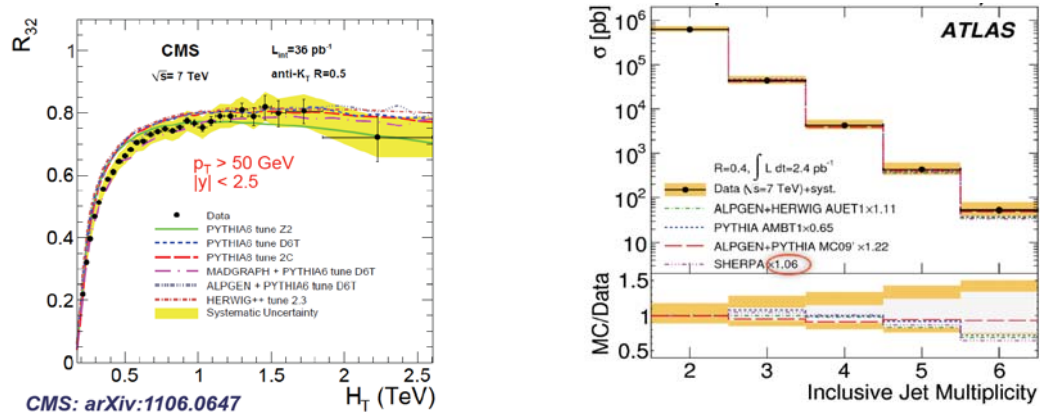 R32
CMS
Lint=36 pb-1
√s= 7 TeV
anti-KT R=0.5
pT > 50 GeV
|y| < 2.5
Data
PYTHIA6 tune Z2
PYTHIA6 tune D6T
PYTHIA8 tune 2C
MADGRAPH + PYTHIA6 tune D6T
ALPGEN + PYTHIA6 tune D6T
HERWIG++ tune 2.3
Systematic Uncertainty
1
0.8
0.6
0.4
0.2
0
0.5
1
1.5
2
2.5
HT (TeV)
CMS: arXiv:1106.0647
σ [pb]
ATLAS
10^6
10^5
10^4
10^3
10^2
10
R=0.4, ∫ L dt=2.4 pb-1
Data (√s=7 TeV)+syst.
ALPGEN+HERWIG AUET1×1.11
PYTHIA AMBT1×0.65
ALPGEN+PYTHIA MC09'×1.22
SHERPA ×1.06
MC/Data
1.5
1
0.5
2 3 4 5 6
Inclusive Jet Multiplicity